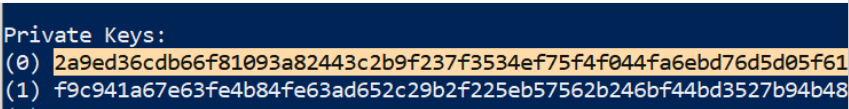 Private Keys:
(0) 2a9ed36cdb66f81093a82443c2b9f237f3534ef75f4f044fa6ebd76d5d05f61
(1) f9c941a67e63fe4b84fe63ad652c29b2f225eb57562b246bf44bd3527b94b48